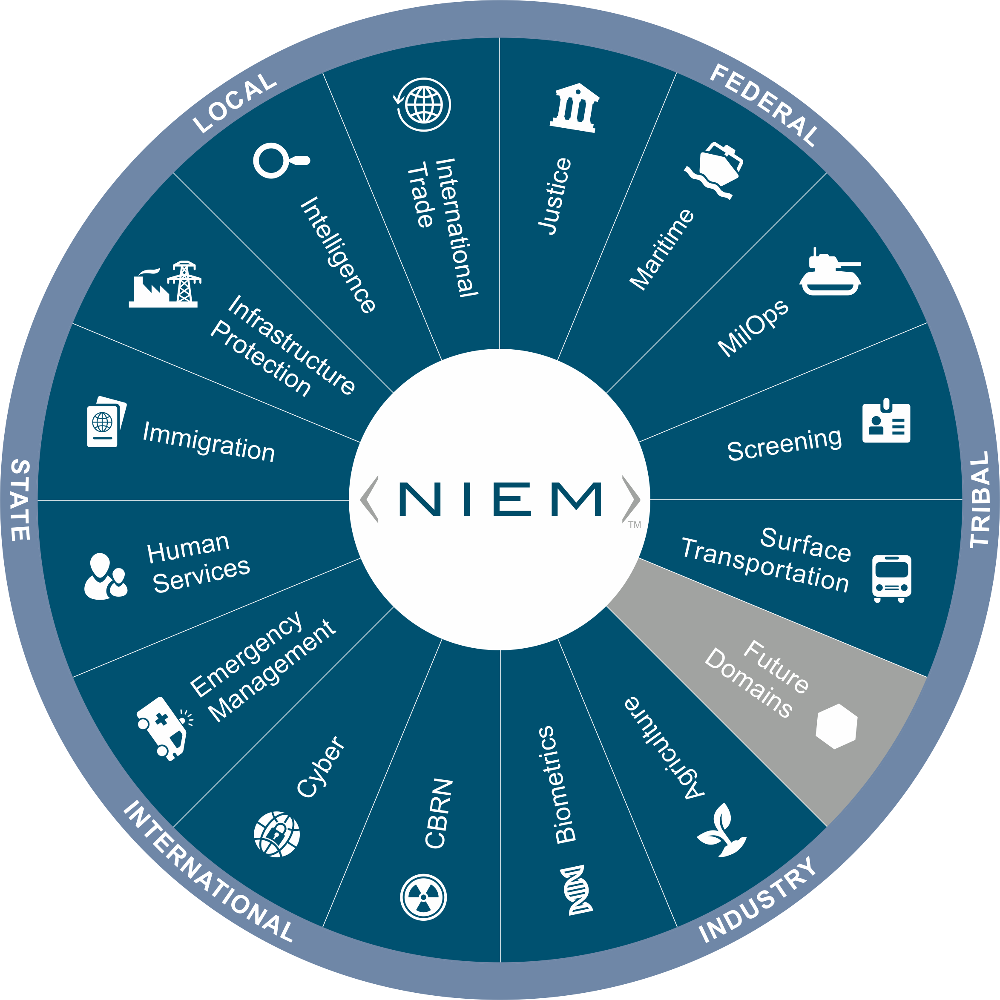 FEDERAL
TRIBAL
INDUSTRY
INTERNATIONAL
STATE
LOCAL
Justice
Maritime
MilOps
Screening
Surface
Transportation
Future
Domains
Agriculture
Biometrics
CBRN
Cyber
Emergency
Management
Human
Services
Immigration
Infrastructure
Protection
Intelligence
International
Trade
NIEM
TM